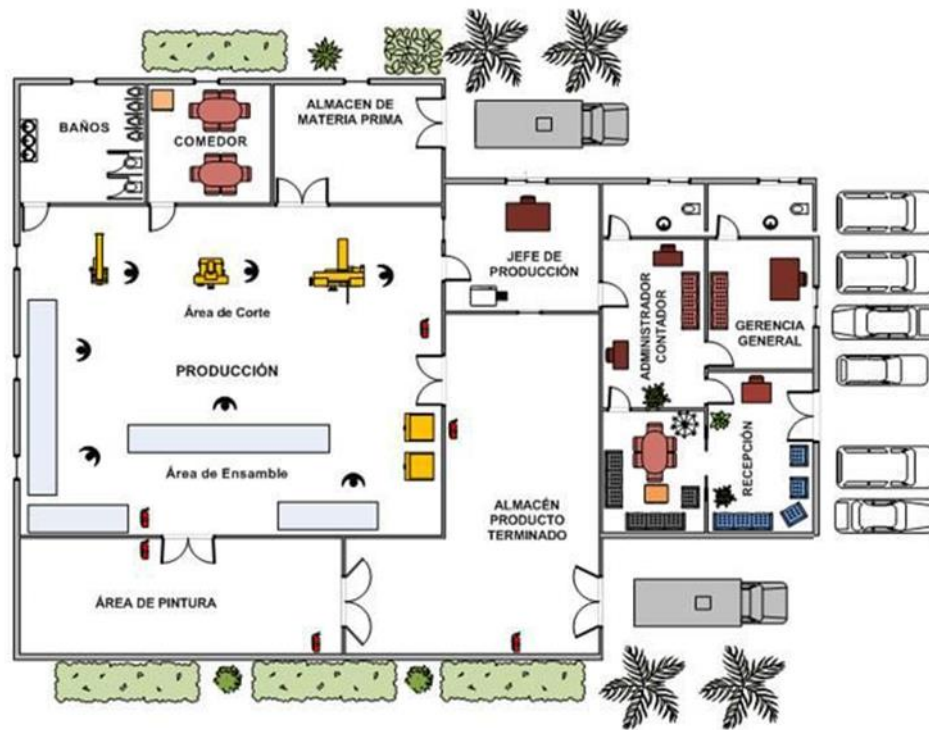 BAÑOS
COMEDOR
ALMACEN DE
MATERIA PRIMA
JEFE DE
PRODUCCIÓN
Área de Corte
PRODUCCIÓN
ADMINISTRADOR
CONTADOR
GERENCIA
GENERAL
RECEPCIÓN
Área de Ensamble
ALMACÉN
PRODUCTO
TERMINADO
ÁREA DE PINTURA